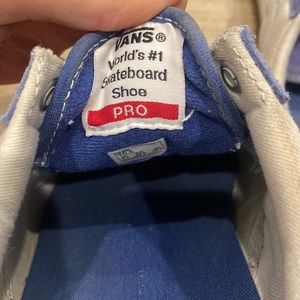 VANS®
World's #1
Skateboard
Shoe
PRO